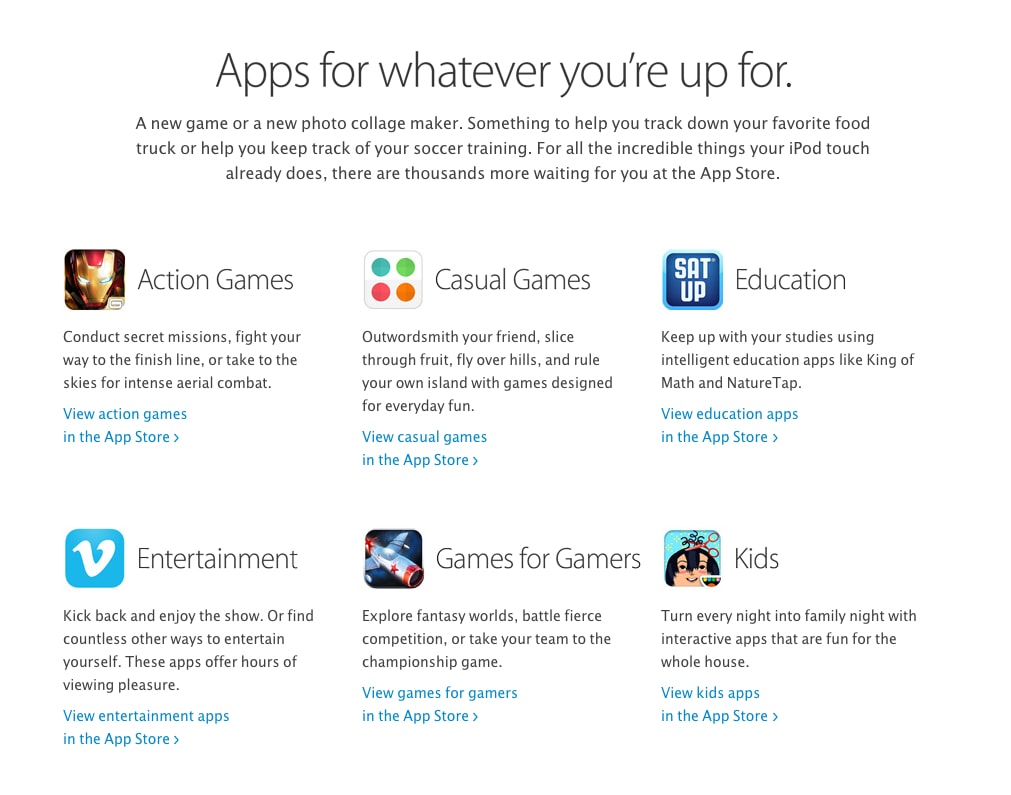 Apps for whatever you’re up for.
A new game or a new photo collage maker. Something to help you track down your favorite food
truck or help you keep track of your soccer training. For all the incredible things your iPod touch
already does, there are thousands more waiting for you at the App Store.
Action Games
Conduct secret missions, fight your
way to the finish line, or take to the
skies for intense aerial combat.
View action games
in the App Store ›
Casual Games
Outwordsmith your friend, slice
through fruit, fly over hills, and rule
your own island with games designed
for everyday fun.
View casual games
in the App Store ›
SAT
UP
Education
Keep up with your studies using
intelligent education apps like King of
Math and NatureTap.
View education apps
in the App Store ›
Entertainment
Kick back and enjoy the show. Or find
countless other ways to entertain
yourself. These apps offer hours of
viewing pleasure.
View entertainment apps
in the App Store ›
Games for Gamers
Explore fantasy worlds, battle fierce
competition, or take your team to the
championship game.
View games for gamers
in the App Store ›
Kids
Turn every night into family night with
interactive apps that are fun for the
whole house.
View kids apps
in the App Store ›